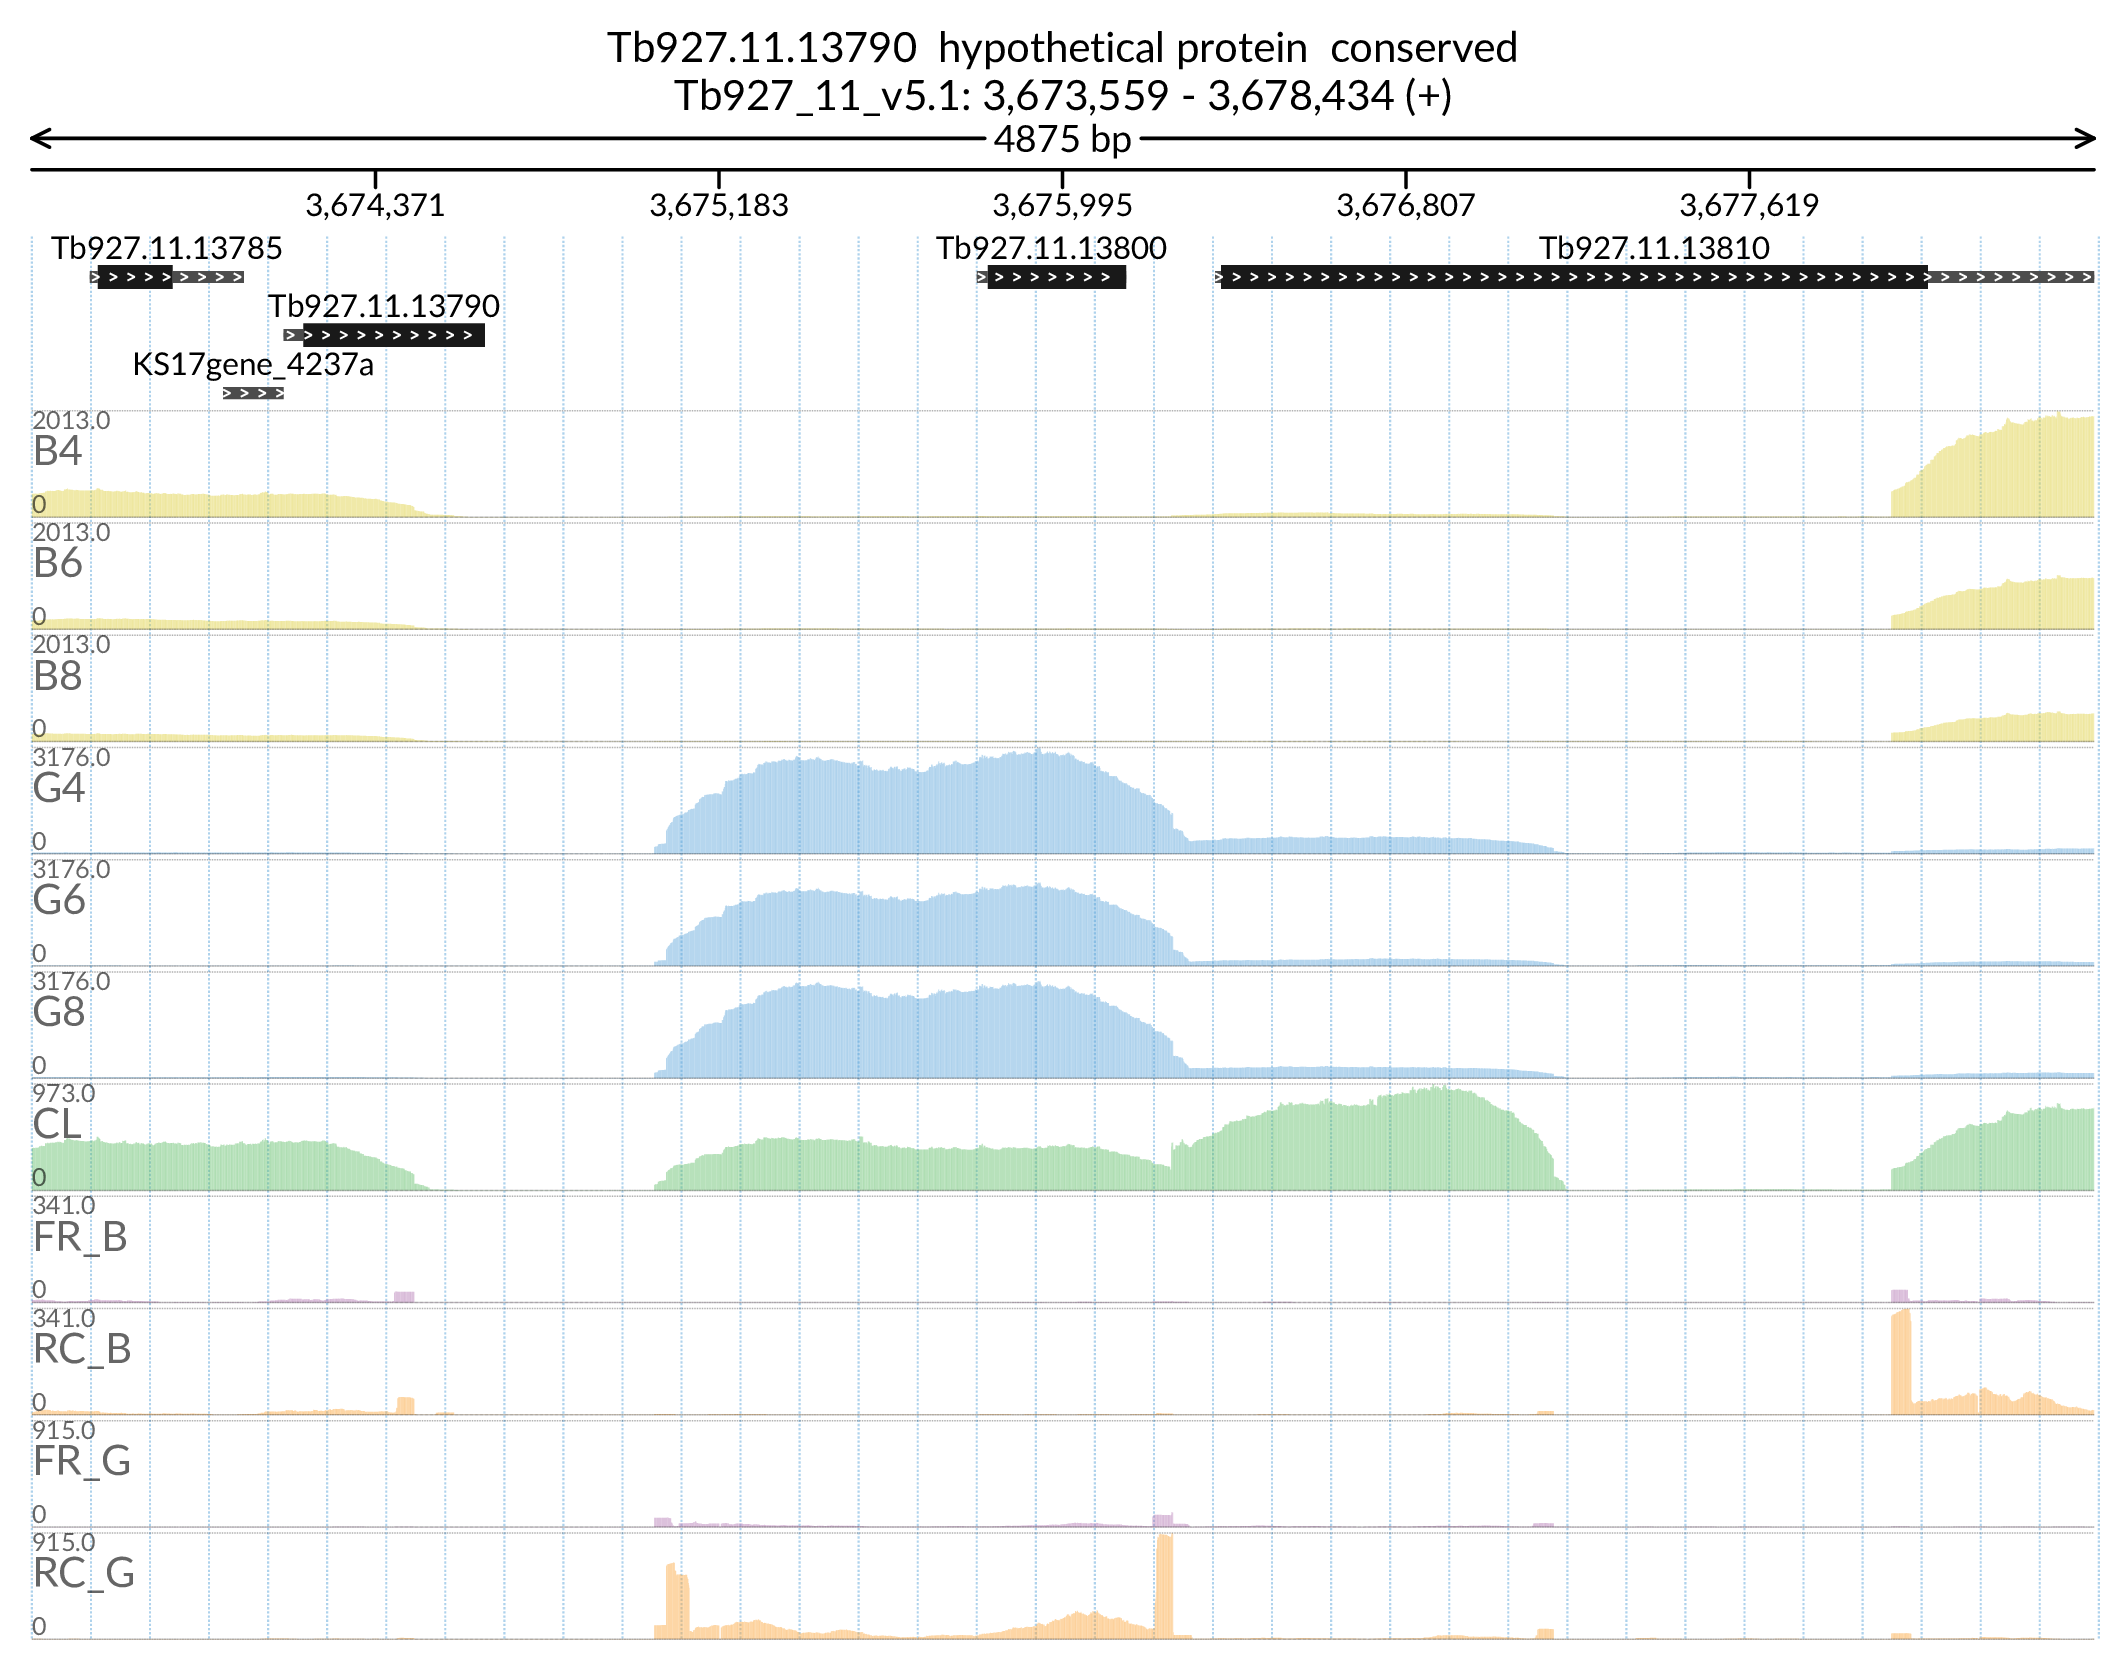 Tb927.11.13790  hypothetical protein  conserved
Tb927_11_v5.1: 3,673,559 - 3,678,434 (+)
4875 bp
3,674,371 3,675,183 3,675,995 3,676,807 3,677,619
Tb927.11.13785 Tb927.11.13800 Tb927.11.13810
Tb927.11.13790
KS17gene_4237a
2013.0
B4
0
2013.0
B6
0
2013.0
B8
0
3176.0
G4
0
3176.0
G6
0
3176.0
G8
0
973.0
CL
0
341.0
FR_B
0
341.0
RC_B
0
915.0
FR_G
0
915.0
RC_G
0